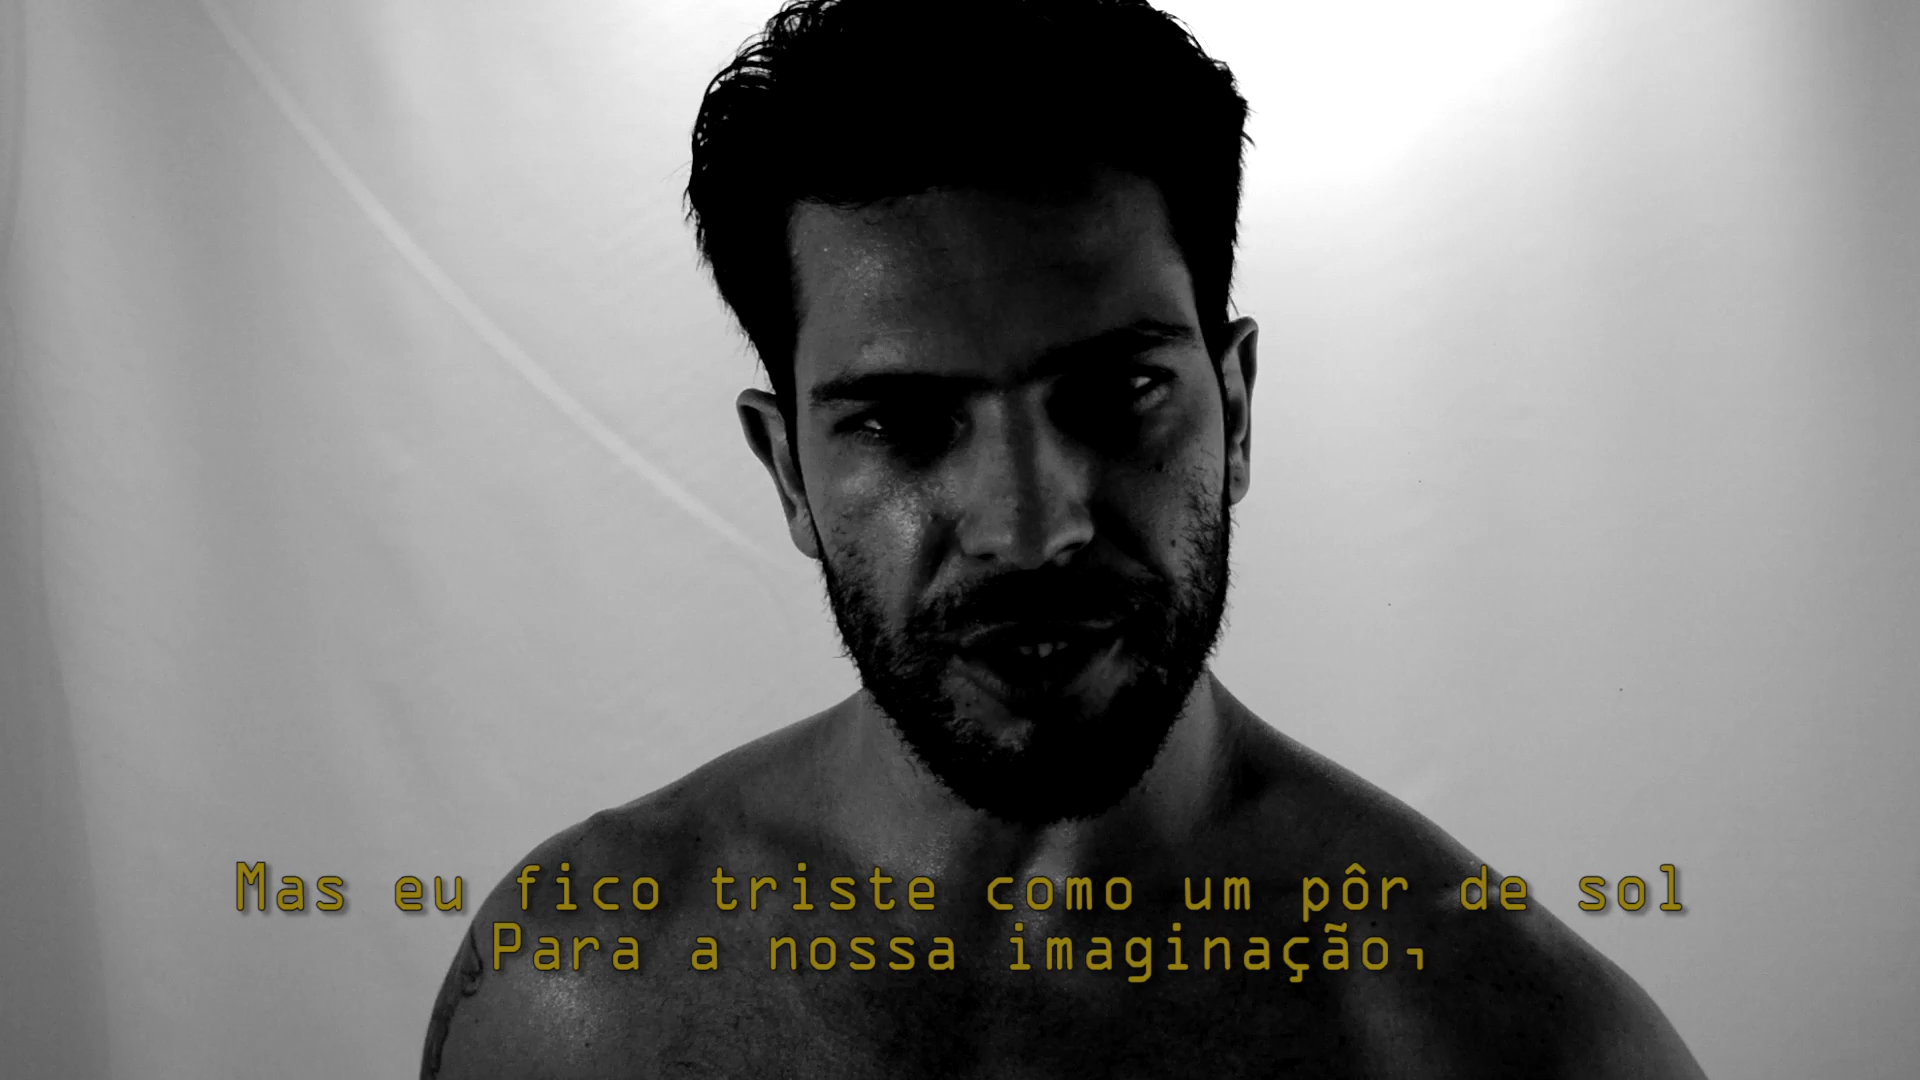 Mas eu fico triste como um pôr de sol
Para a nossa imaginação,